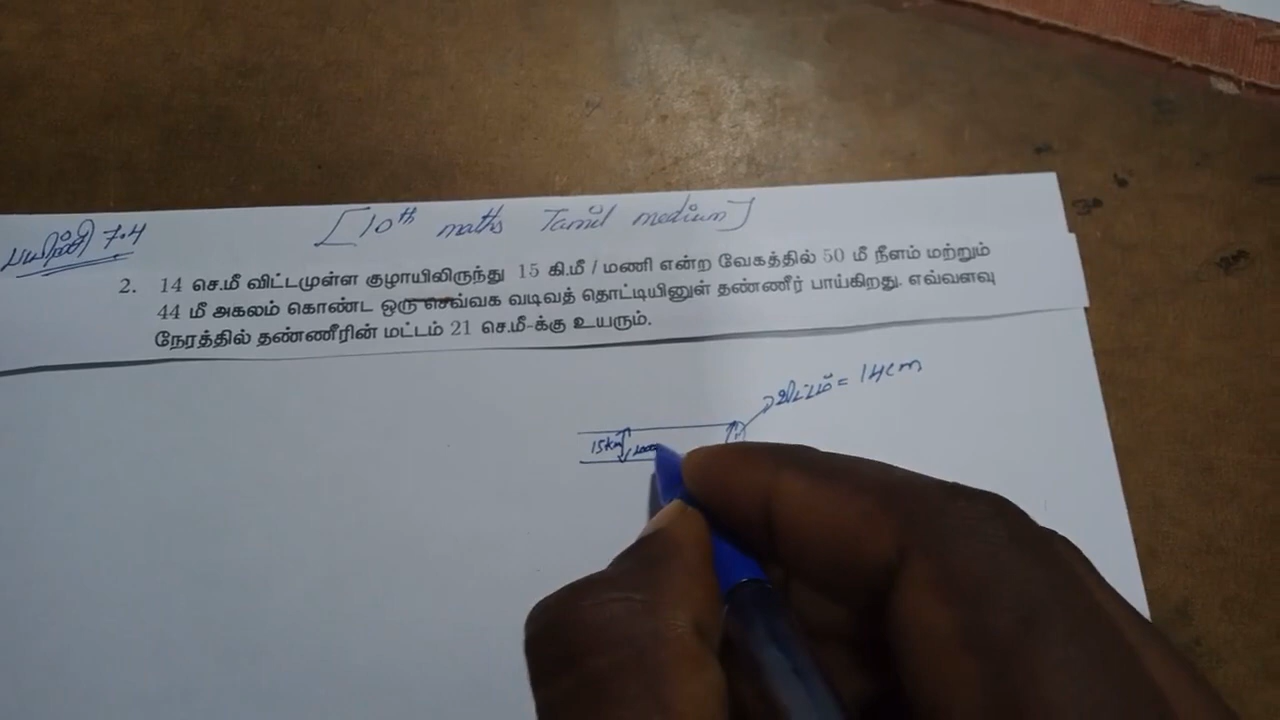 [10th maths Tamil medium]
பயிற்சி 7.4
2. 14 செ.மீ விட்டமுள்ள குழாயிலிருந்து 15 கி.மீ / மணி என்ற வேகத்தில் 50 மீ நீளம் மற்றும்
44 மீ அகலம் கொண்ட ஒரு செவ்வக வடிவத் தொட்டியினுள் தண்ணீர் பாய்கிறது. எவ்வளவு
நேரத்தில் தண்ணீரின் மட்டம் 21 செ.மீ-க்கு உயரும்.
விட்டம் = 14cm
15km